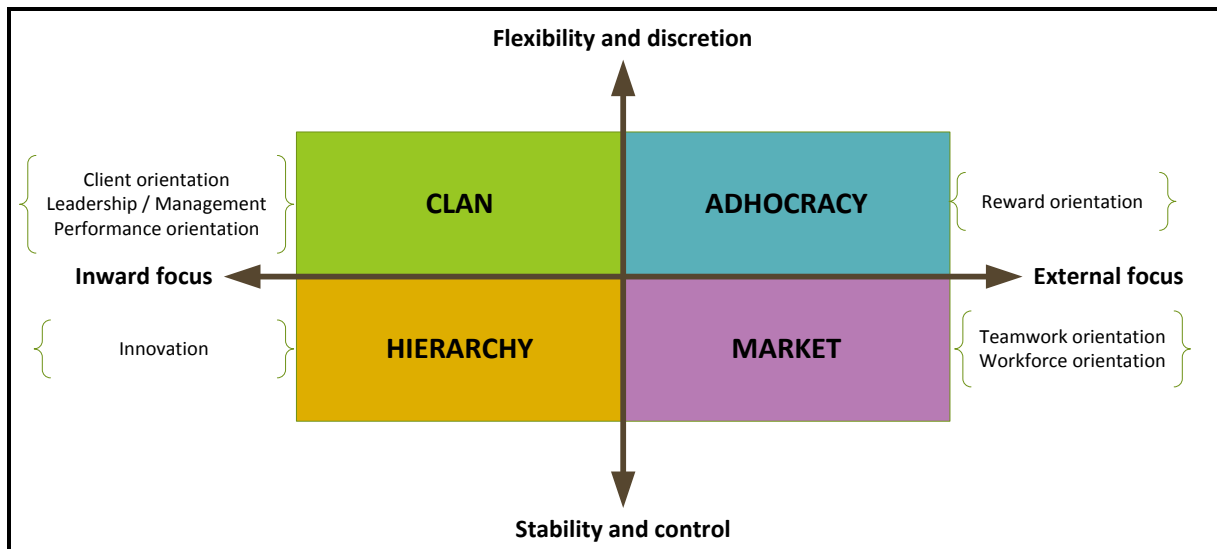 Flexibility and discretion
Client orientation
Leadership / Management
Performance orientation
CLAN
ADHOCRACY
Reward orientation
Inward focus
External focus
Innovation
HIERARCHY
MARKET
Teamwork orientation
Workforce orientation
Stability and control